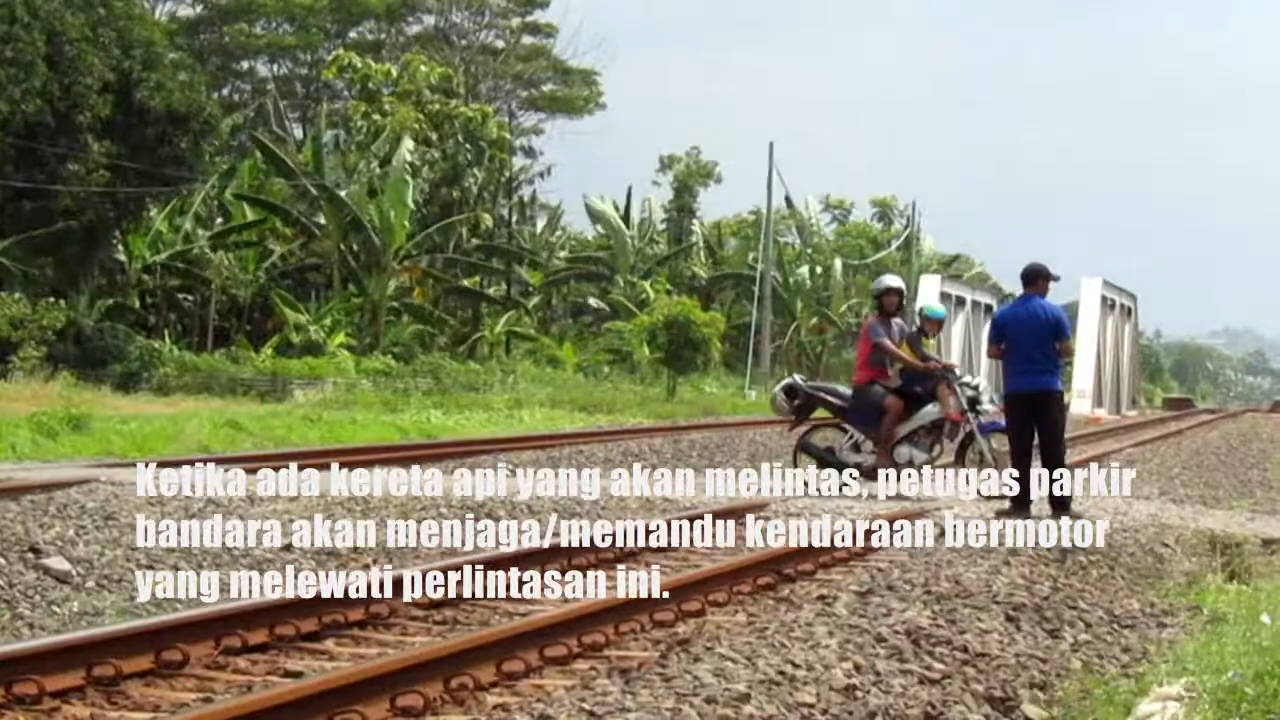 Ketika ada kereta api yang akan melintas, petugas parkir
bandara akan menjaga/memandu kendaraan bermotor
yang melewati perlintasan ini.